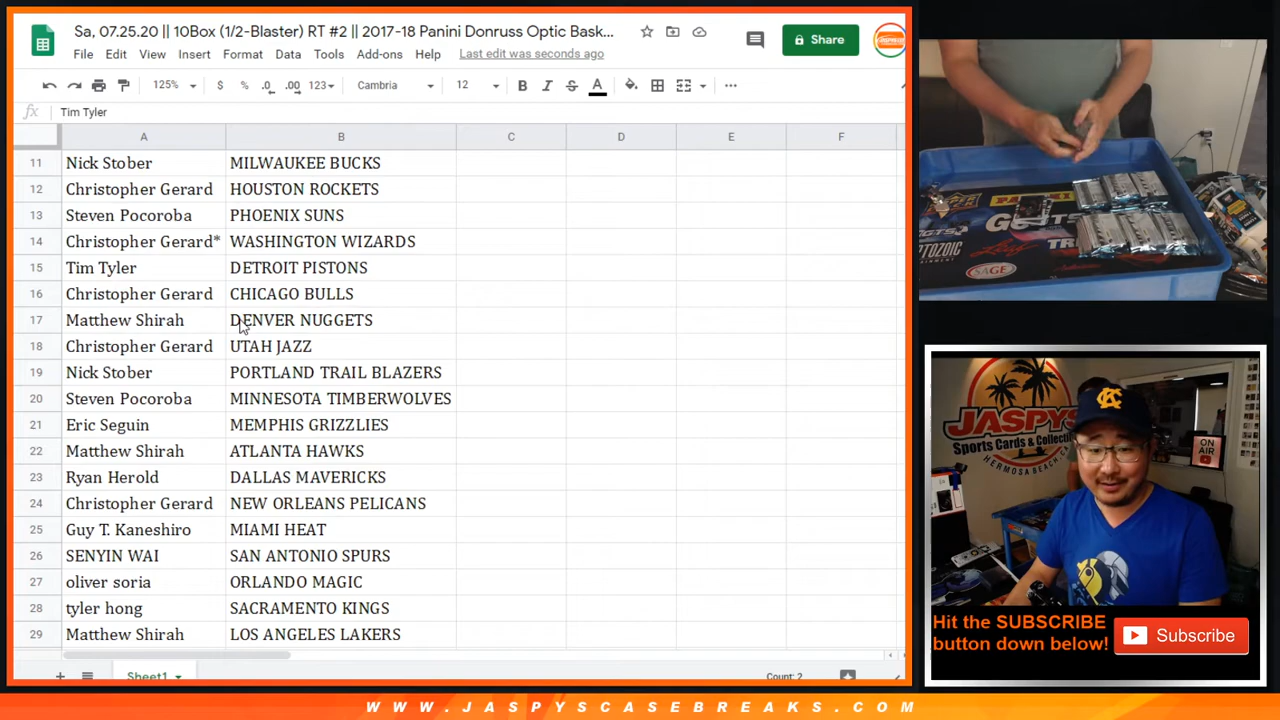 Sa, 07.25.20 || 10Box (1/2-Blaster) RT #2 || 2017-18 Panini Donruss Optic Bask...
File Edit View Insert Format Data Tools Add-ons Help Last edit was seconds ago
Share
125% $ % .0 .00 123 Cambria 12 B I S A
fx Tim Tyler
A B C D E F
11 Nick Stober MILWAUKEE BUCKS
12 Christopher Gerard HOUSTON ROCKETS
13 Steven Pocoroba PHOENIX SUNS
14 Christopher Gerard* WASHINGTON WIZARDS
15 Tim Tyler DETROIT PISTONS
16 Christopher Gerard CHICAGO BULLS
17 Matthew Shirah DENVER NUGGETS
18 Christopher Gerard UTAH JAZZ
19 Nick Stober PORTLAND TRAIL BLAZERS
20 Steven Pocoroba MINNESOTA TIMBERWOLVES
21 Eric Seguin MEMPHIS GRIZZLIES
22 Matthew Shirah ATLANTA HAWKS
23 Ryan Herold DALLAS MAVERICKS
24 Christopher Gerard NEW ORLEANS PELICANS
25 Guy T. Kaneshiro MIAMI HEAT
26 SENYIN WAI SAN ANTONIO SPURS
27 oliver soria ORLANDO MAGIC
28 tyler hong SACRAMENTO KINGS
29 Matthew Shirah LOS ANGELES LAKERS
Sheet1 Count: 2
PANINI
Leaf
SAGE
JASPYS
Sports Cards &
HERMOSA BEACH, CA
KC
ON AIR
Hit the SUBSCRIBE
button down below!
Subscribe
WWW.JASPYSCASEBREAKS.COM